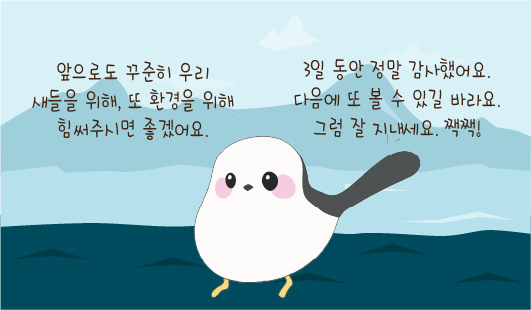 앞으로도 꾸준히 우리
새들을 위해, 또 환경을 위해
힘써주시면 좋겠어요.
3일 동안 정말 감사했어요.
다음에 또 볼 수 있길 바라요.
그럼 잘 지내세요. 짹짹!